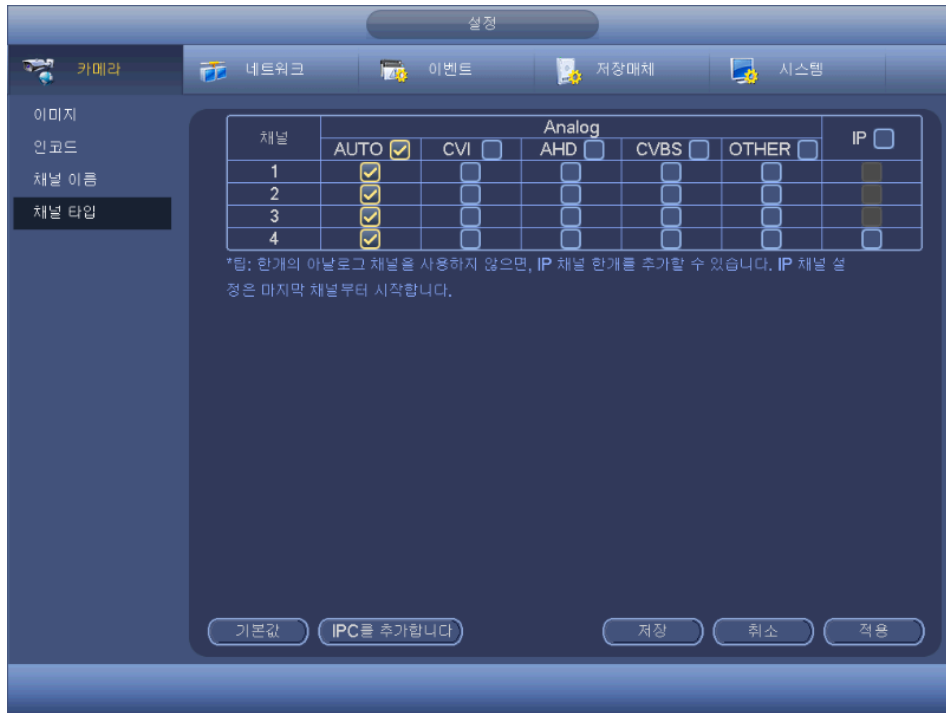 설정
카메라 네트워크 이벤트 저장매체 시스템
이미지
인코드
채널 이름
채널 타입
채널 Analog IP
AUTO CVI AHD CVBS OTHER
1
2
3
4
*팁: 한개의 아날로그 채널을 사용하지 않으면, IP 채널 한개를 추가할 수 있습니다. IP 채널 설
정은 마지막 채널부터 시작합니다.
기본값 IPC를 추가합니다 저장 취소 적용